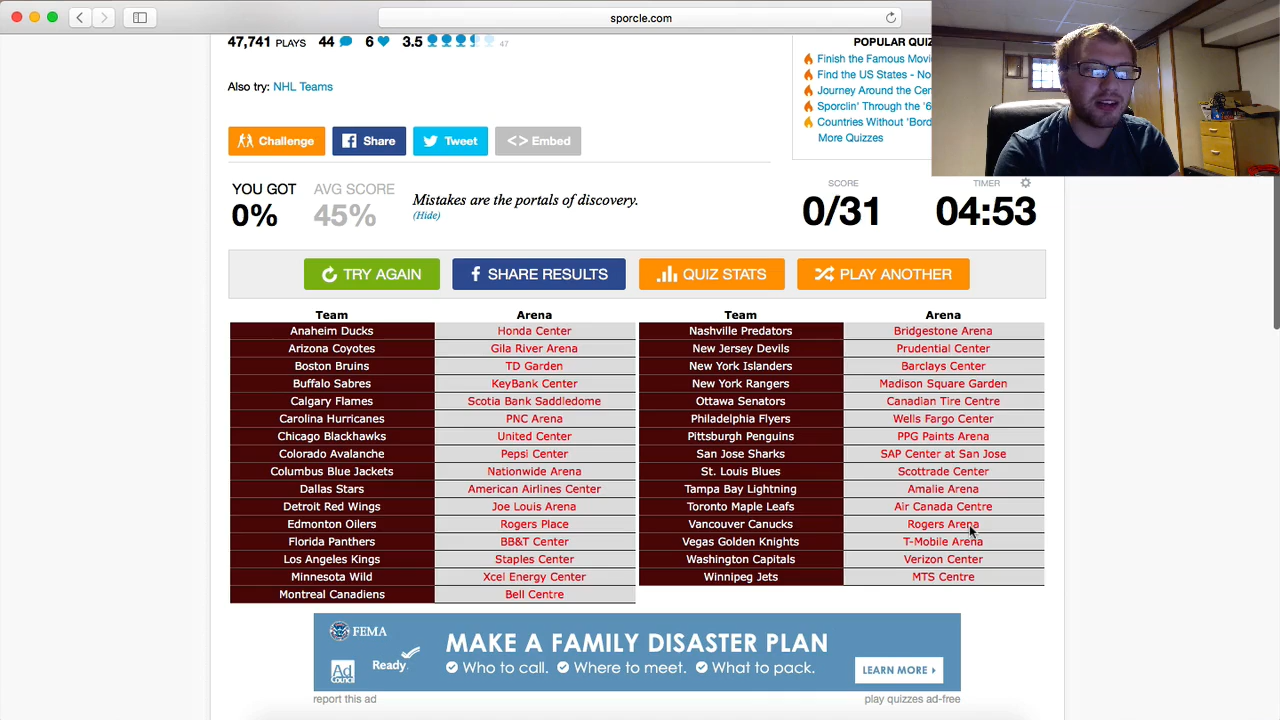 sporcle.com
47,741 PLAYS 44 6 3.5 47
POPULAR QUIZ
Finish the Famous Movi
Find the US States - No
Journey Around the Cer
Sporclin' Through the '6
Countries Without 'Bord
More Quizzes
Also try: NHL Teams
Challenge
Share
Tweet
<> Embed
YOU GOT
0%
AVG SCORE
45%
Mistakes are the portals of discovery.
(Hide)
SCORE
0/31
TIMER
04:53
TRY AGAIN
SHARE RESULTS
QUIZ STATS
PLAY ANOTHER
Team Arena Team Arena
Anaheim Ducks Honda Center Nashville Predators Bridgestone Arena
Arizona Coyotes Gila River Arena New Jersey Devils Prudential Center
Boston Bruins TD Garden New York Islanders Barclays Center
Buffalo Sabres KeyBank Center New York Rangers Madison Square Garden
Calgary Flames Scotia Bank Saddledome Ottawa Senators Canadian Tire Centre
Carolina Hurricanes PNC Arena Philadelphia Flyers Wells Fargo Center
Chicago Blackhawks United Center Pittsburgh Penguins PPG Paints Arena
Colorado Avalanche Pepsi Center San Jose Sharks SAP Center at San Jose
Columbus Blue Jackets Nationwide Arena St. Louis Blues Scottrade Center
Dallas Stars American Airlines Center Tampa Bay Lightning Amalie Arena
Detroit Red Wings Joe Louis Arena Toronto Maple Leafs Air Canada Centre
Edmonton Oilers Rogers Place Vancouver Canucks Rogers Arena
Florida Panthers BB&T Center Vegas Golden Knights T-Mobile Arena
Los Angeles Kings Staples Center Washington Capitals Verizon Center
Minnesota Wild Xcel Energy Center Winnipeg Jets MTS Centre
Montreal Canadiens Bell Centre
FEMA
Ad Council
Ready
MAKE A FAMILY DISASTER PLAN
Who to call. Where to meet. What to pack.
LEARN MORE
report this ad
play quizzes ad-free